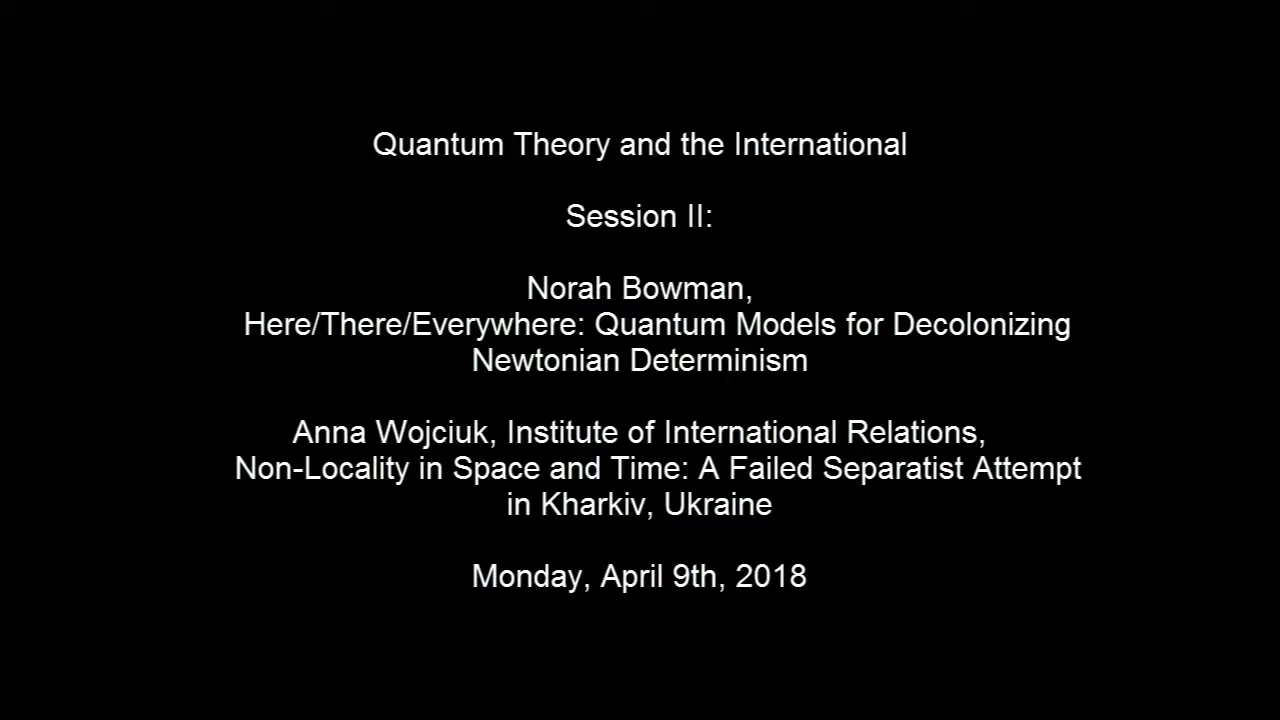 Quantum Theory and the International
Session II:
Norah Bowman,
Here/There/Everywhere: Quantum Models for Decolonizing
Newtonian Determinism
Anna Wojciuk, Institute of International Relations,
Non-Locality in Space and Time: A Failed Separatist Attempt
in Kharkiv, Ukraine
Monday, April 9th, 2018